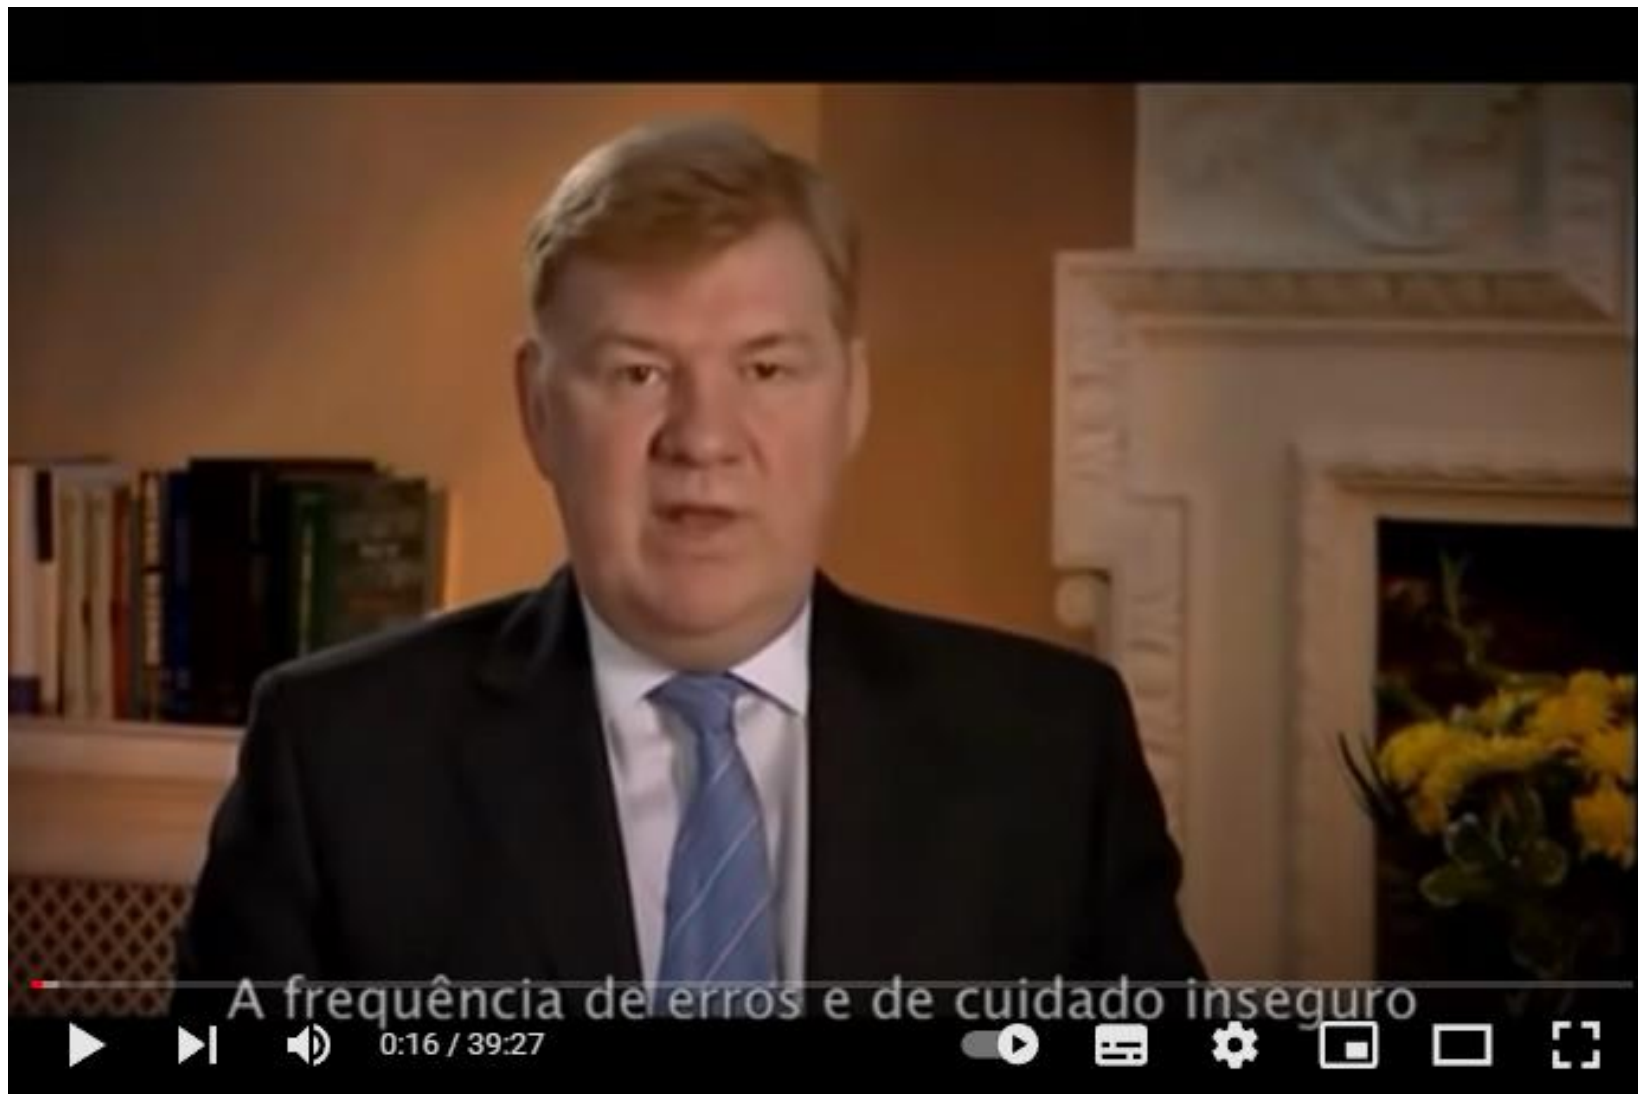 A frequência de erros e de cuidado inseguro
0:16 / 39:27